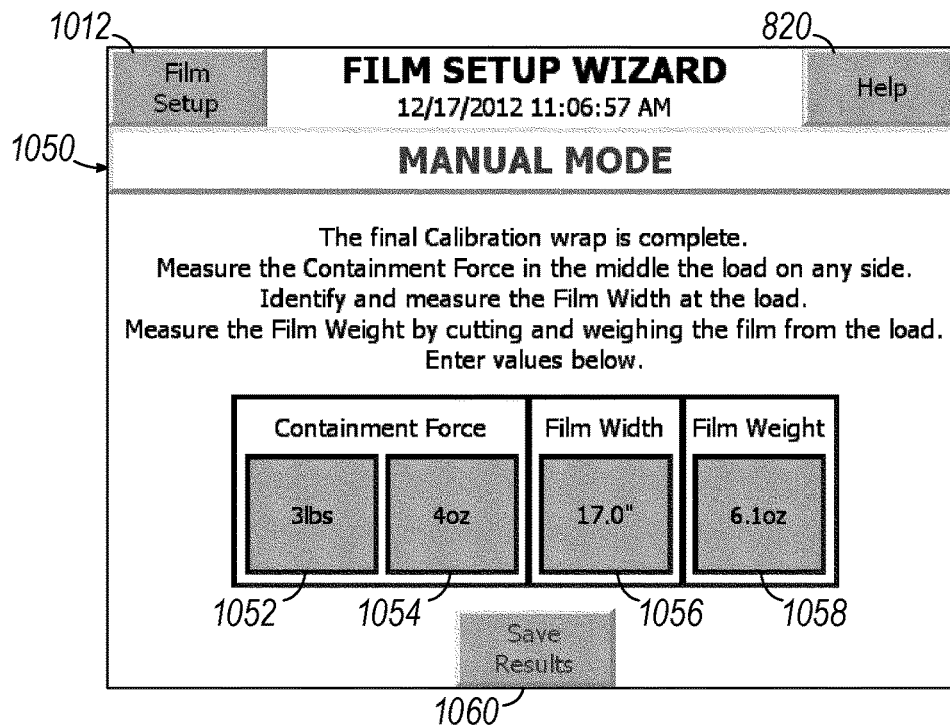 1012
820
Film
Setup
FILM SETUP WIZARD
12/17/2012 11:06:57 AM
Help
1050
MANUAL MODE
The final Calibration wrap is complete.
Measure the Containment Force in the middle the load on any side.
Identify and measure the Film Width at the load.
Measure the Film Weight by cutting and weighing the film from the load.
Enter values below.
Containment Force
Film Width
Film Weight
3lbs
4oz
17.0"
6.1oz
1052
1054
1056
1058
Save
Results
1060